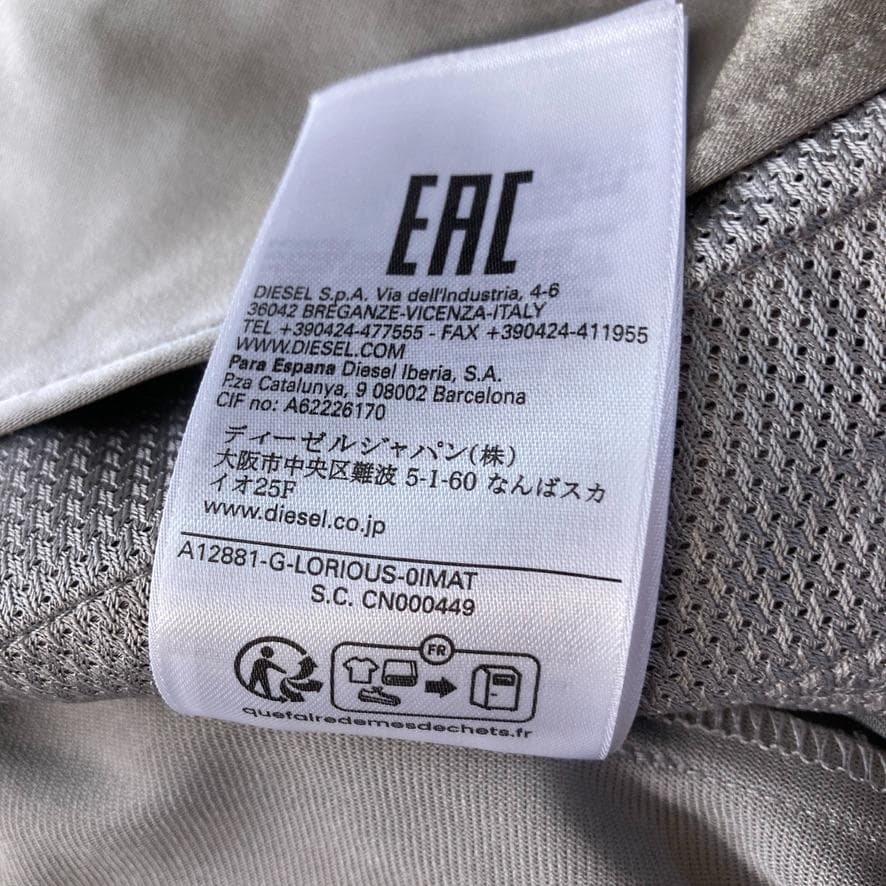 EAC
DIESEL S.p.A. Via dell'Industria, 4-6
36042 BREGANZE-VICENZA-ITALY
TEL +390424-477555 - FAX +390424-411955
WWW.DIESEL.COM
Para Espana Diesel Iberia, S.A.
P.za Catalunya, 9 08002 Barcelona
CIF no: A62226170
ディーゼルジャパン(株)
大阪市中央区難波 5-1-60 なんばスカ
イオ25F
www.diesel.co.jp
A12881-G-LORIOUS-0IMAT
S.C. CN000449
FR
quefairedemesdechets.fr